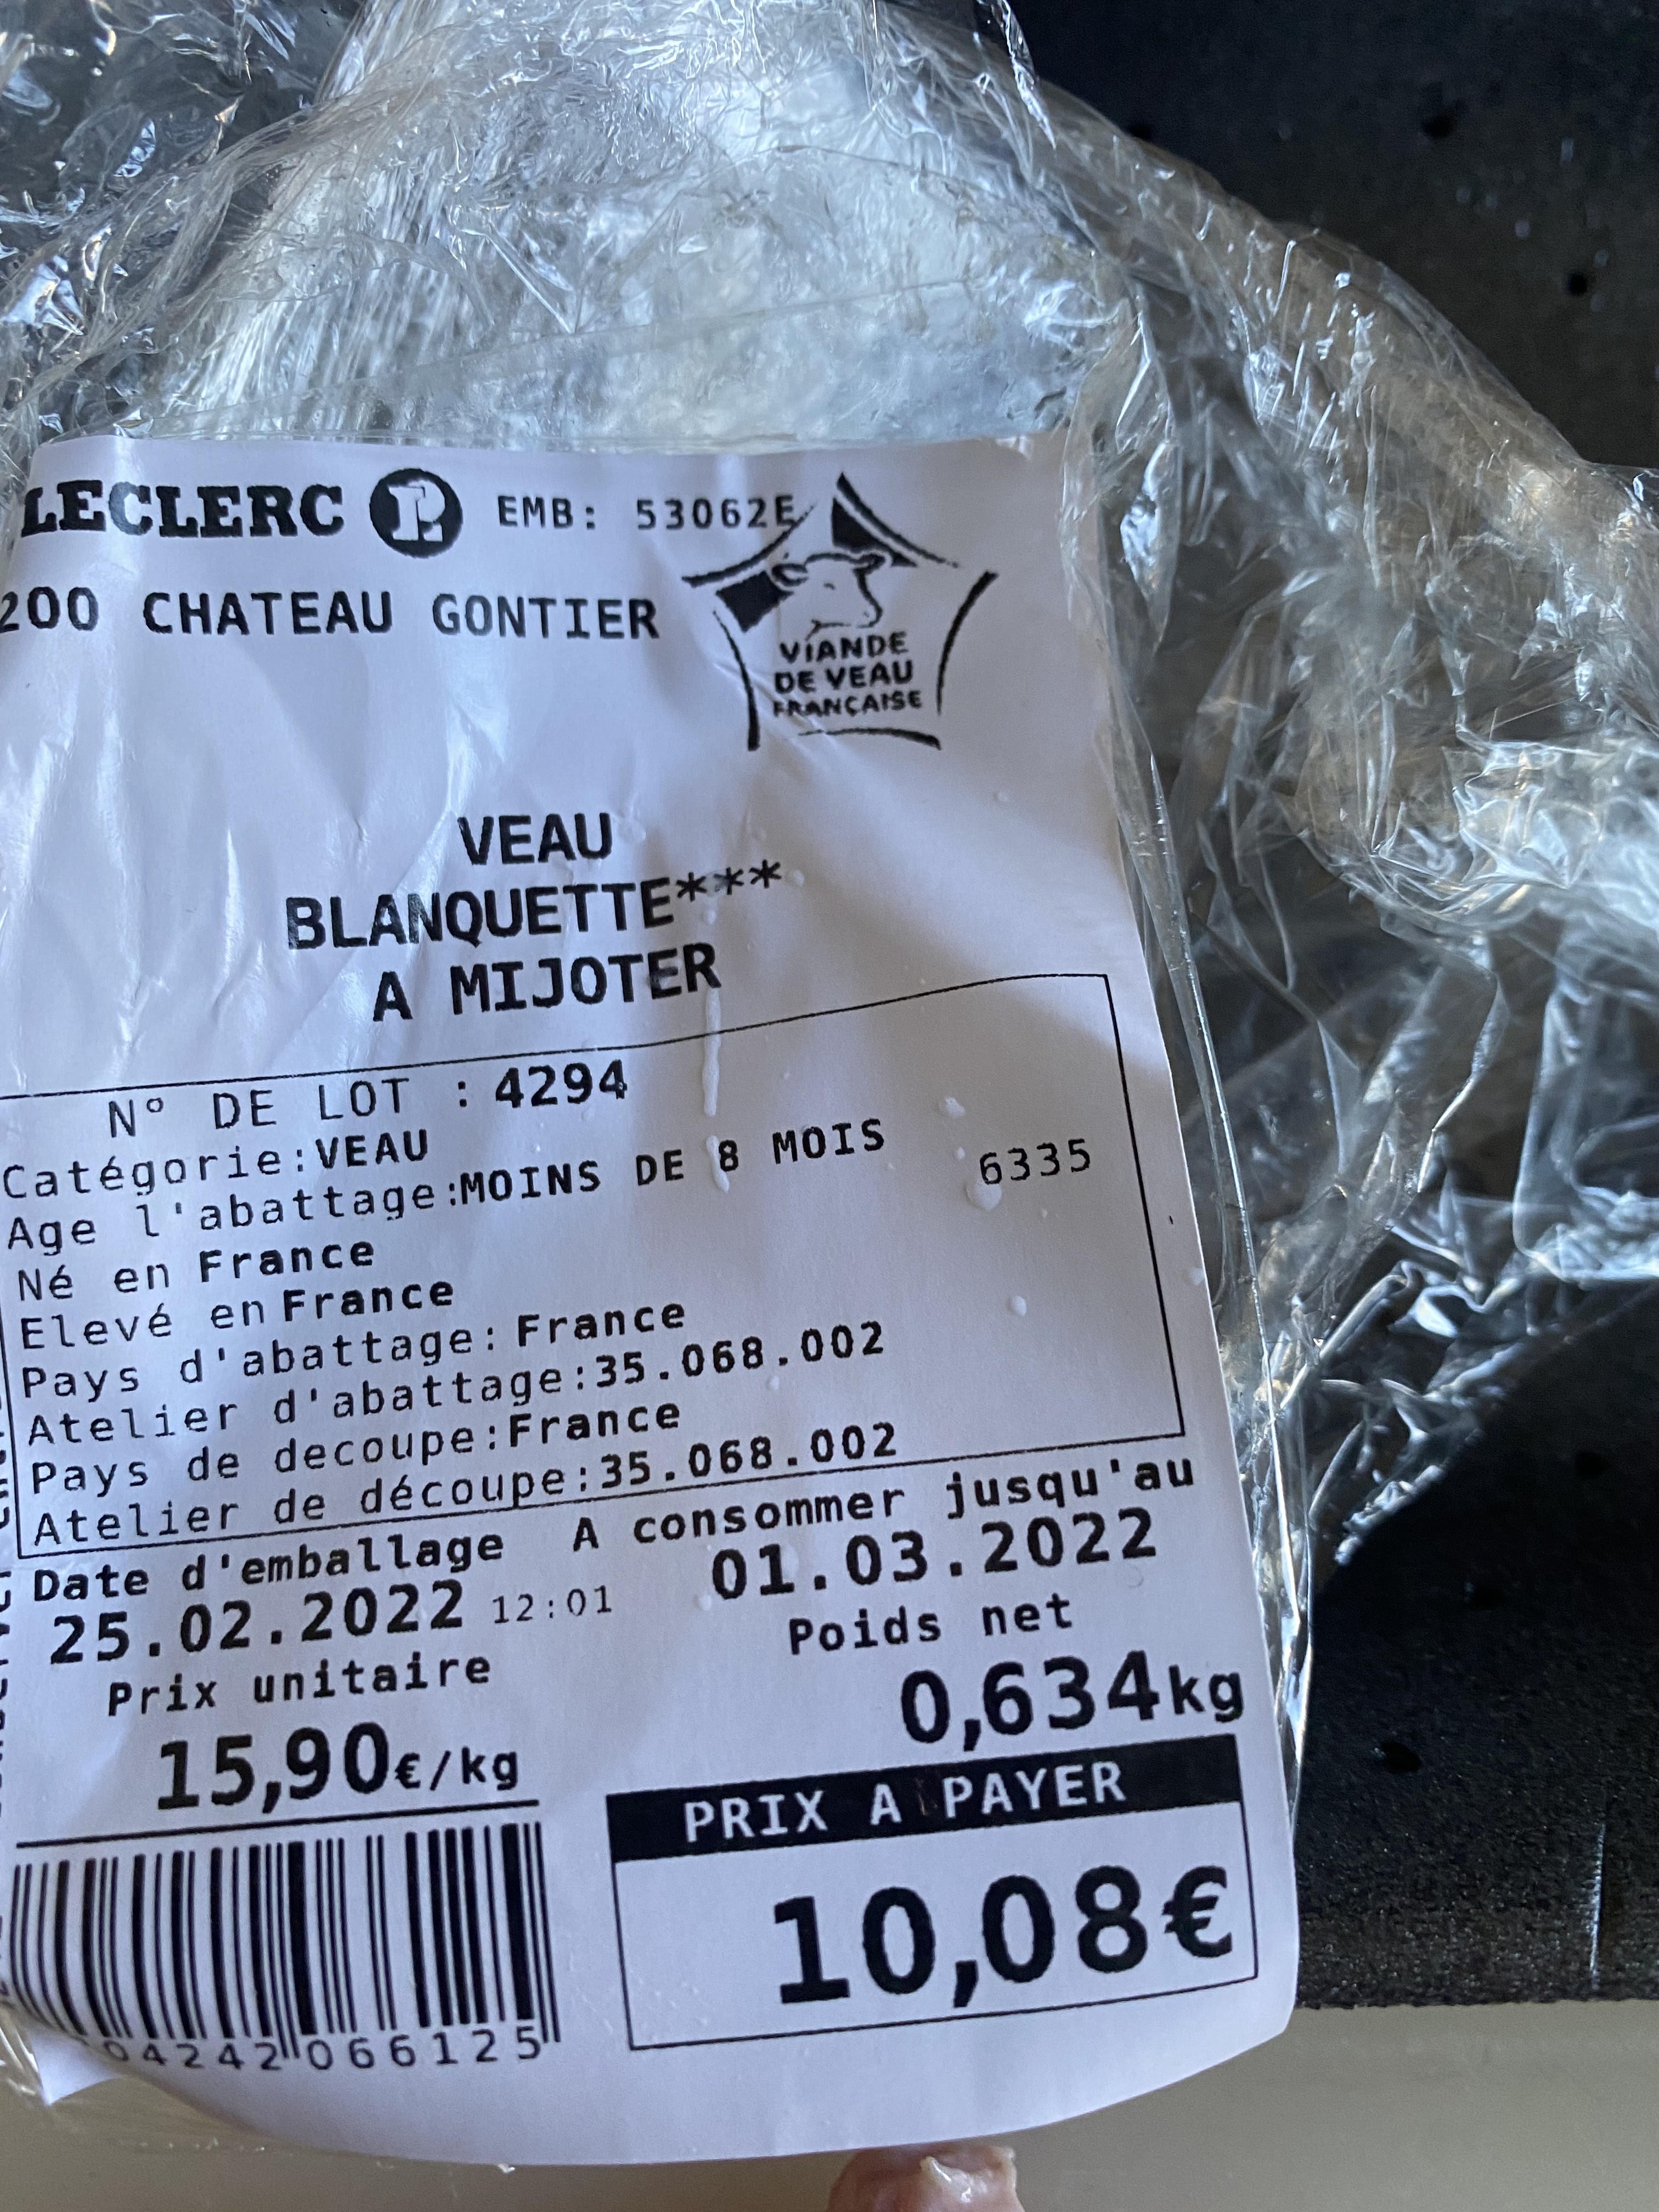 LECLERC L EMB: 53062E
200 CHATEAU GONTIER
VIANDE
DE VEAU
FRANÇAISE
VEAU
BLANQUETTE***
A MIJOTER
N° DE LOT : 4294
Catégorie:VEAU
Age l'abattage:MOINS DE 8 MOIS 6335
Né en France
Elevé en France
Pays d'abattage: France
Atelier d'abattage:35.068.002
Pays de decoupe:France
Atelier de découpe:35.068.002
Date d'emballage A consommer jusqu'au
25.02.2022 12:01 01.03.2022
Prix unitaire Poids net
15,90€/kg 0,634kg
PRIX A PAYER
10,08€
04242 066125